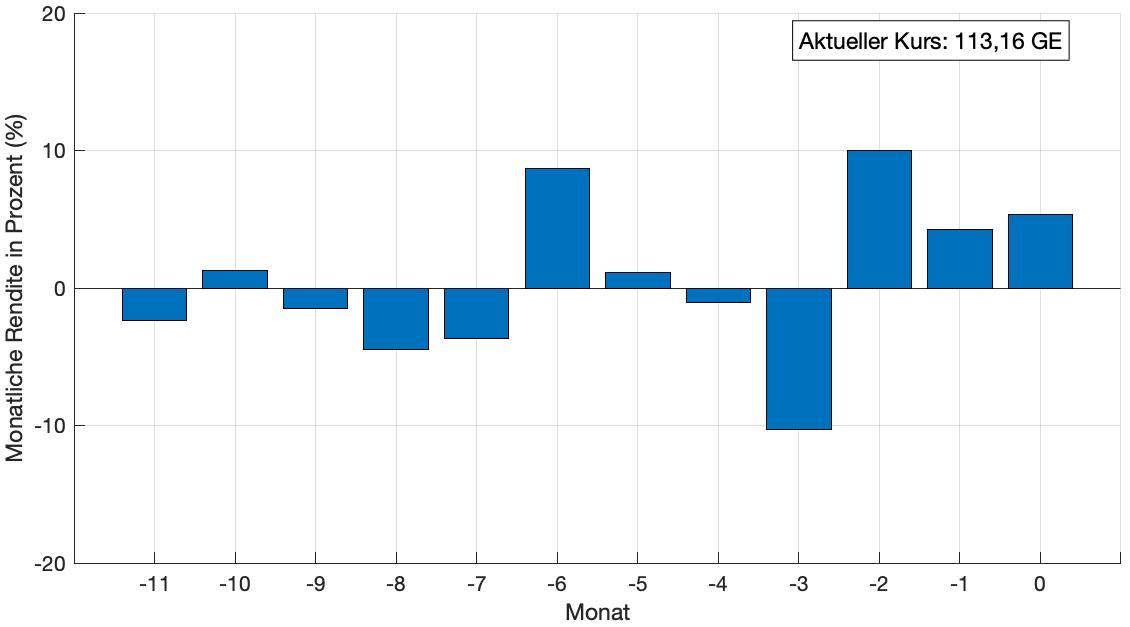 20
Aktueller Kurs: 113,16 GE
10
0
-10
-20
Monatliche Rendite in Prozent (%)
-11 -10 -9 -8 -7 -6 -5 -4 -3 -2 -1 0
Monat